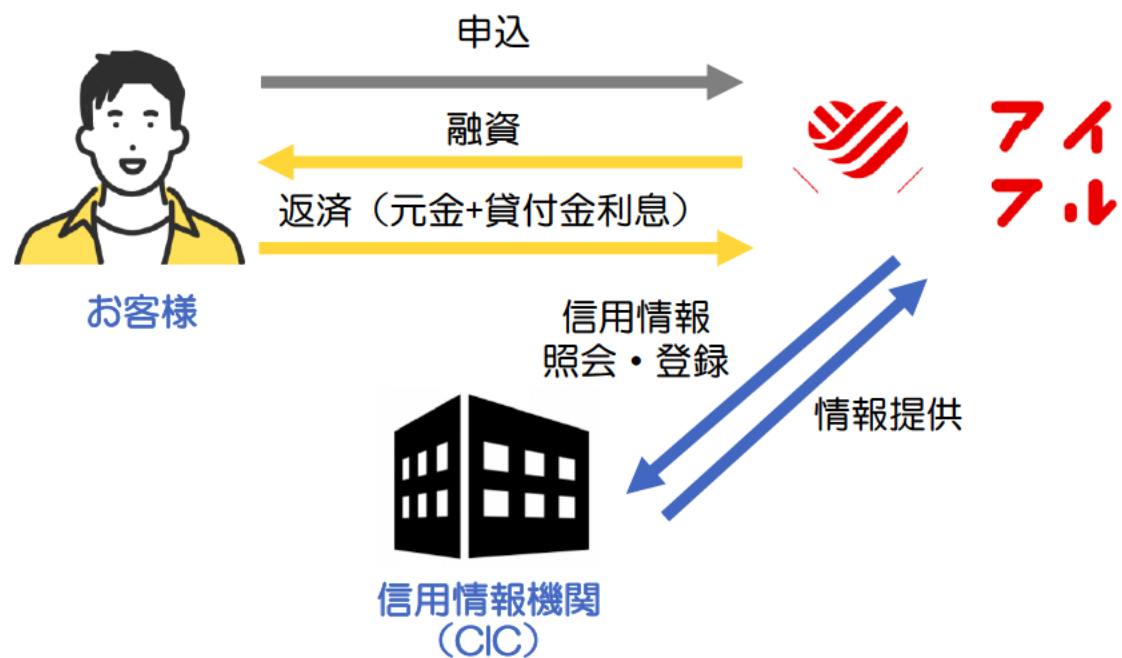 申込
融資
アイ
フル
返済（元金+貸付金利息）
お客様
信用情報
照会・登録
情報提供
信用情報機関
（CIC）